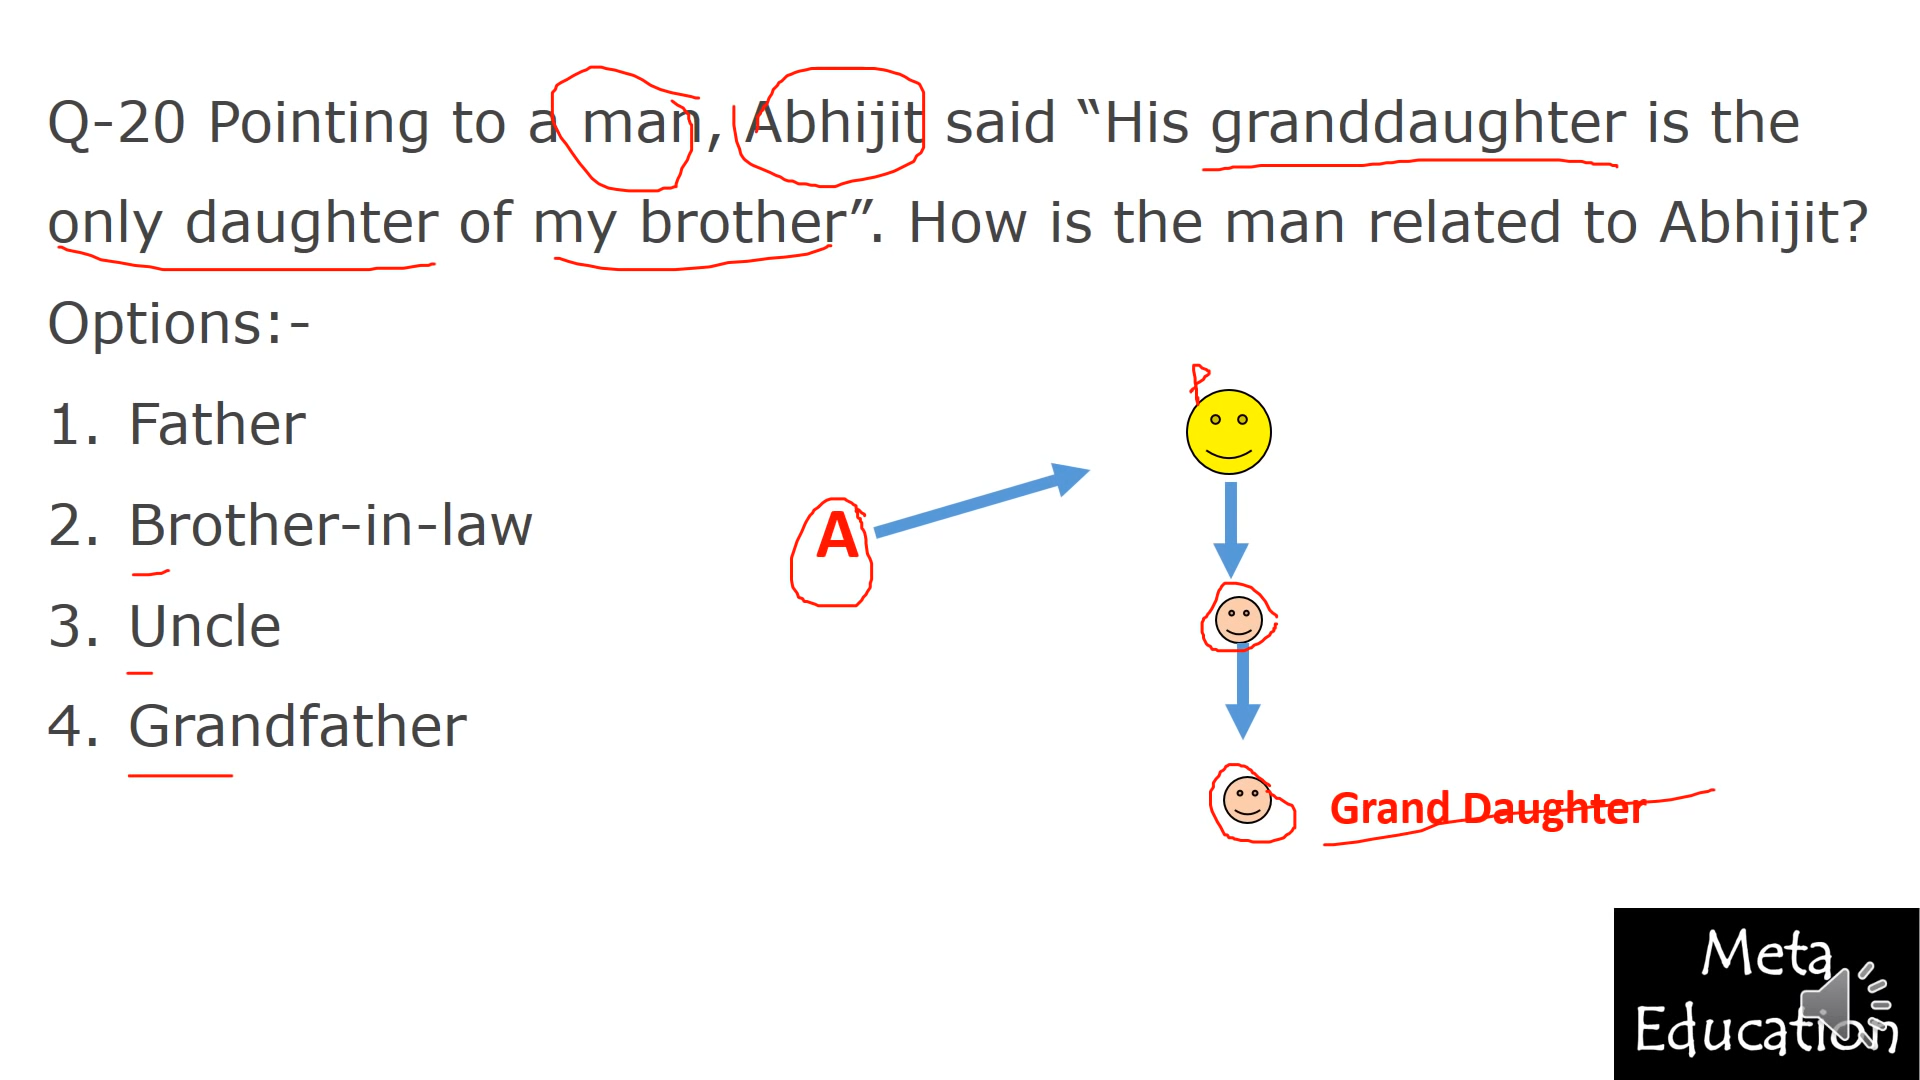 Q-20 Pointing to a man, Abhijit said “His granddaughter is the
only daughter of my brother”. How is the man related to Abhijit?
Options:-
1. Father
2. Brother-in-law
3. Uncle
4. Grandfather
P
A
Grand Daughter
Meta
Education